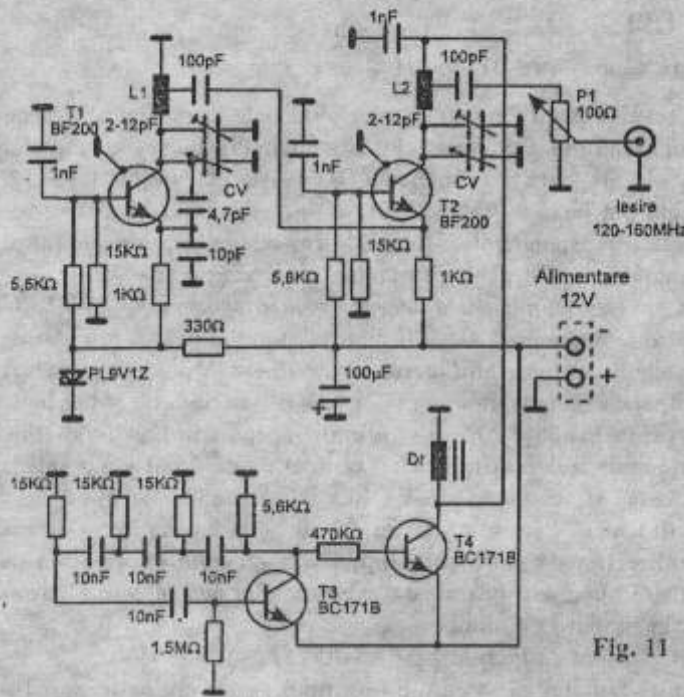 1nF
100pF
100pF
L1
L2
P1
100Ω
T1
BF200
2-12pF
2-12pF
1nF
1nF
CV
CV
T2
BF200
4,7pF
10pF
Iesire
120-160MHz
15KΩ
15KΩ
5,6KΩ
1KΩ
5,6KΩ
1KΩ
Alimentare
12V
330Ω
-
+
PL9V1Z
100µF
+
Dr
15KΩ
15KΩ
15KΩ
5,6KΩ
470KΩ
T4
BC171B
10nF
10nF
10nF
T3
BC171B
10nF
1,5MΩ
Fig. 11